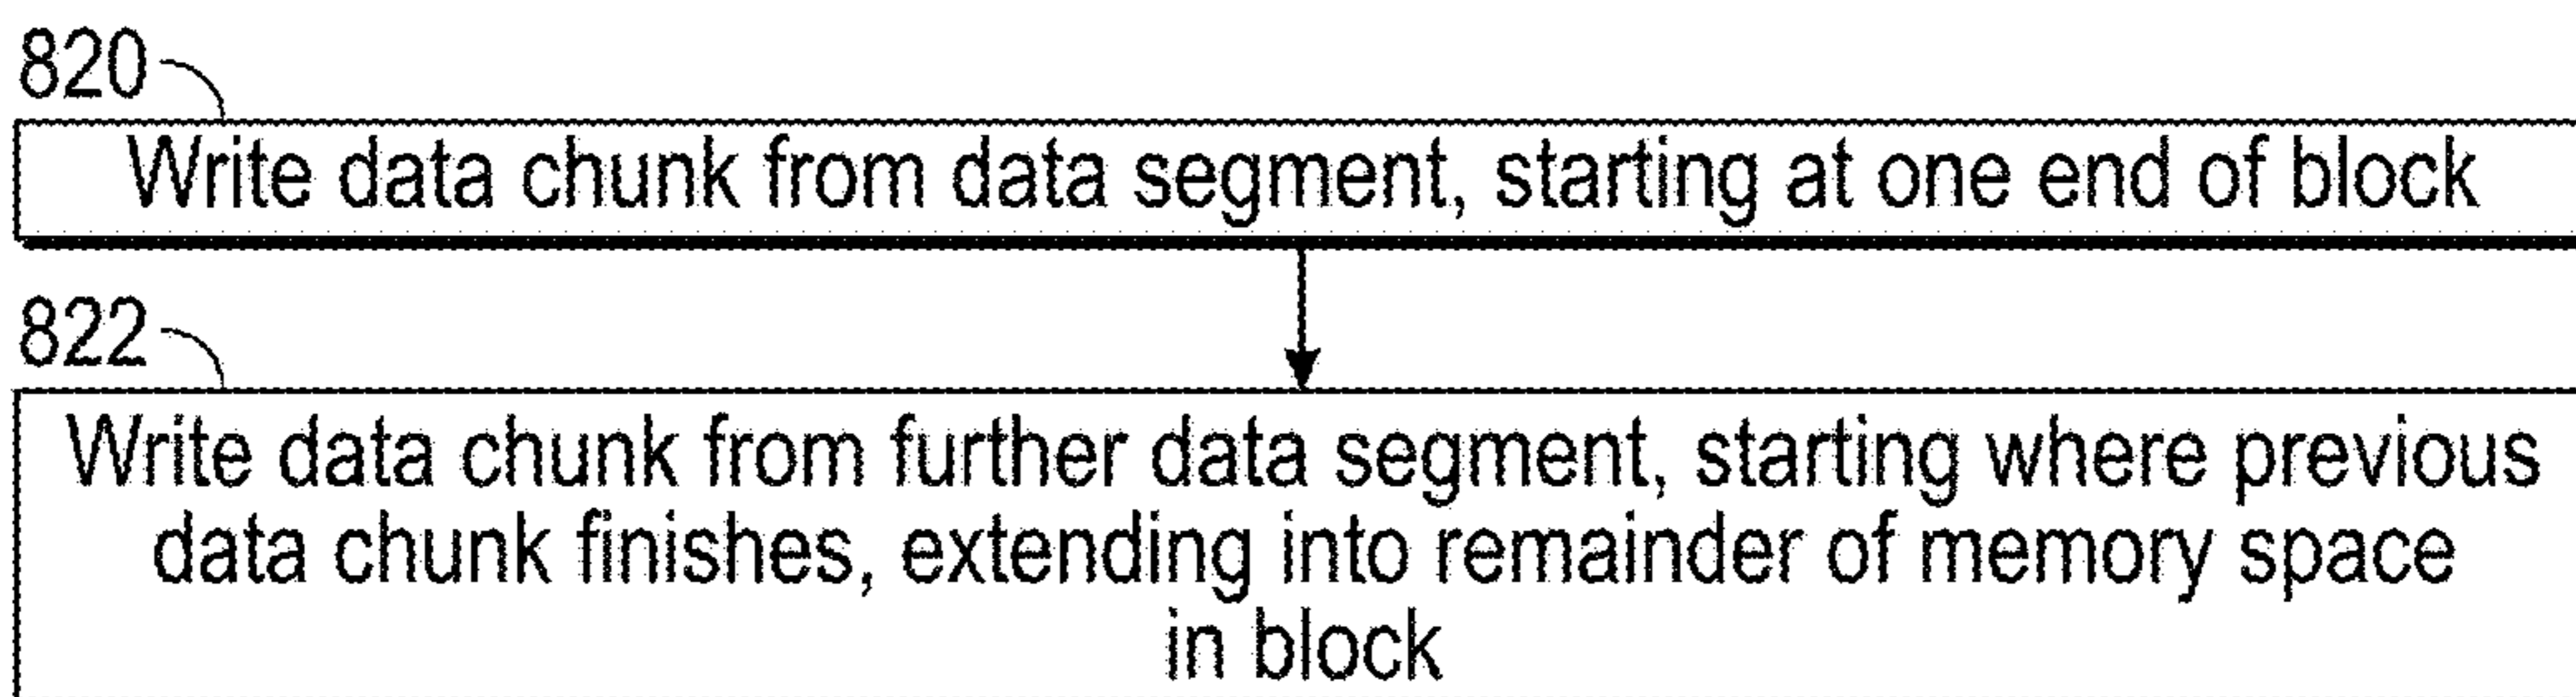 820
Write data chunk from data segment, starting at one end of block
822
Write data chunk from further data segment, starting where previous
data chunk finishes, extending into remainder of memory space
in block